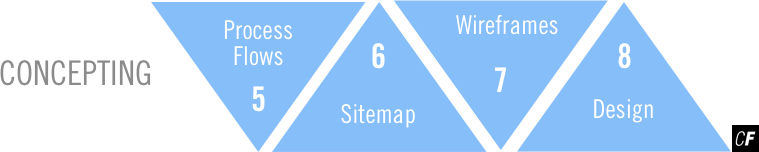 CONCEPTING
Process
Flows
5
6
Sitemap
Wireframes
7
8
Design
CF